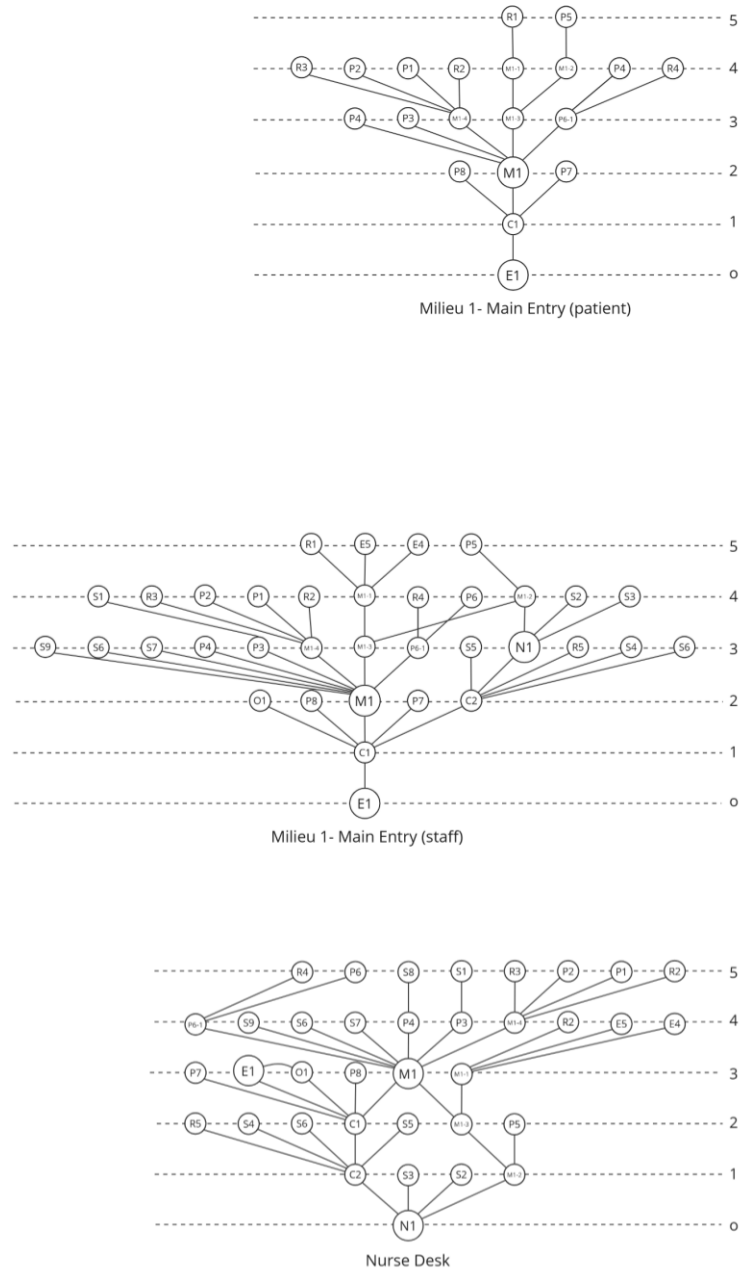 R1 P5 5
R3 P2 P1 R2 M1-1 M1-2 P4 R4 4
P4 P3 M1-4 M1-3 P6-1 3
P8 M1 P7 2
C1 1
E1 o
Milieu 1- Main Entry (patient)
R1 E5 E4 P5 5
S1 R3 P2 P1 R2 M1-1 R4 P6 M1-2 S2 S3 4
S9 S6 S7 P4 P3 M1-4 M1-3 P6-1 S5 N1 R5 S4 S6 3
O1 P8 M1 P7 C2 2
C1 1
E1 o
Milieu 1- Main Entry (staff)
R4 P6 S8 S1 R3 P2 P1 R2 5
P6-1 S9 S6 S7 P4 P3 M1-4 R2 E5 E4 4
P7 E1 O1 P8 M1 M1-1 3
R5 S4 S6 C1 S5 M1-3 P5 2
C2 S3 S2 M1-2 1
N1 o
Nurse Desk